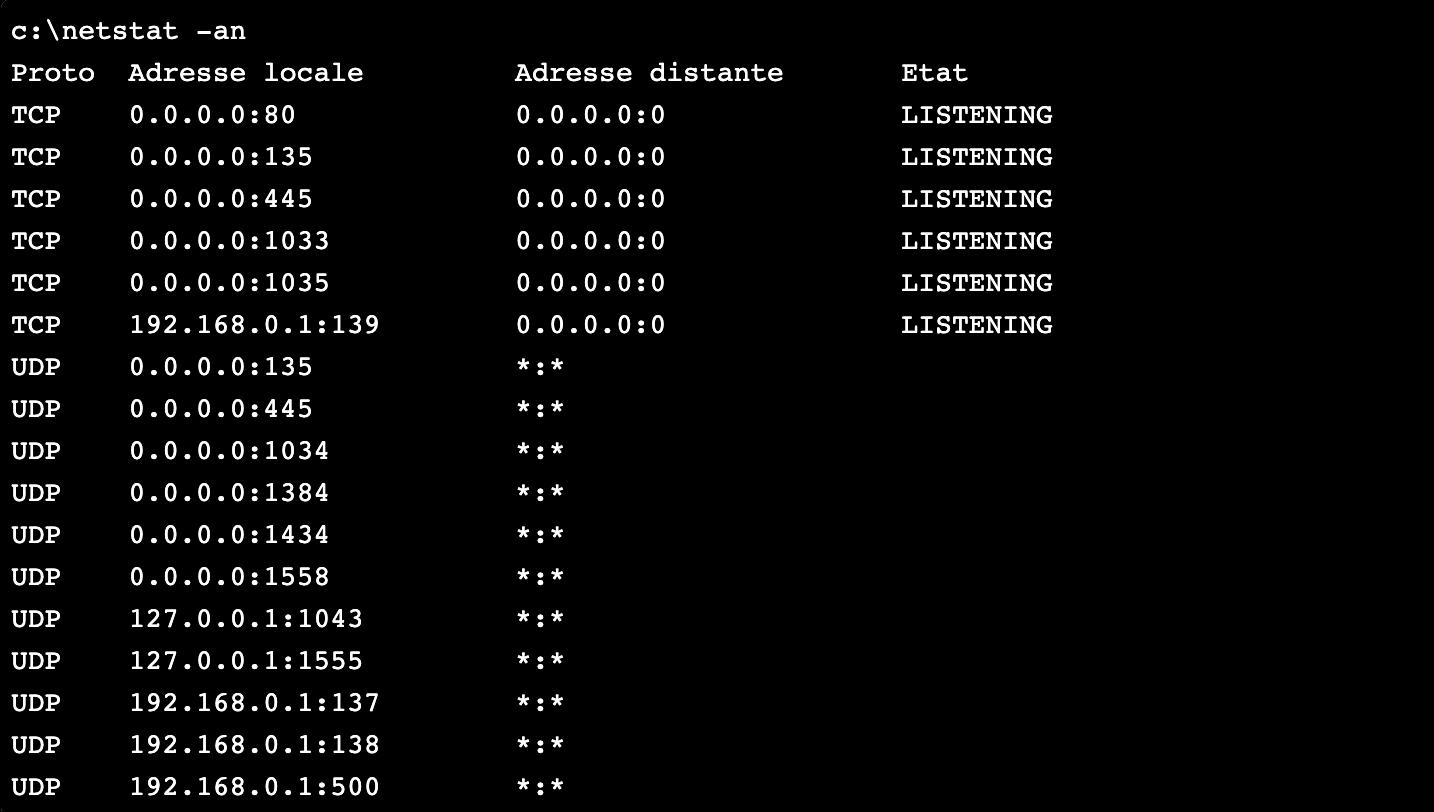 c:\netstat -an
Proto  Adresse locale         Adresse distante       Etat
TCP    0.0.0.0:80             0.0.0.0:0              LISTENING
TCP    0.0.0.0:135            0.0.0.0:0              LISTENING
TCP    0.0.0.0:445            0.0.0.0:0              LISTENING
TCP    0.0.0.0:1033           0.0.0.0:0              LISTENING
TCP    0.0.0.0:1035           0.0.0.0:0              LISTENING
TCP    192.168.0.1:139        0.0.0.0:0              LISTENING
UDP    0.0.0.0:135            *:*
UDP    0.0.0.0:445            *:*
UDP    0.0.0.0:1034           *:*
UDP    0.0.0.0:1384           *:*
UDP    0.0.0.0:1434           *:*
UDP    0.0.0.0:1558           *:*
UDP    127.0.0.1:1043         *:*
UDP    127.0.0.1:1555         *:*
UDP    192.168.0.1:137        *:*
UDP    192.168.0.1:138        *:*
UDP    192.168.0.1:500        *:*